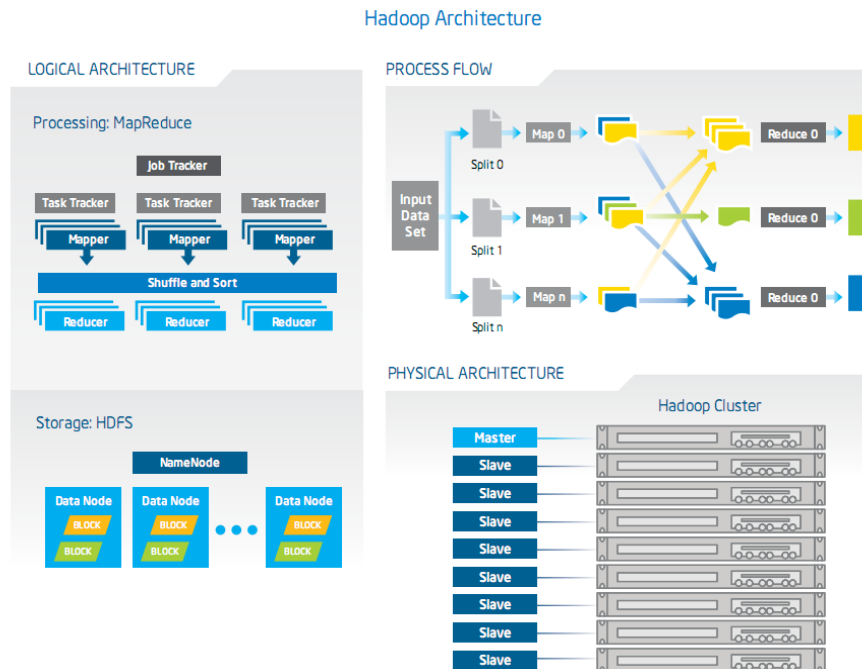 Hadoop Architecture
LOGICAL ARCHITECTURE
Processing: MapReduce
Job Tracker
Task Tracker Task Tracker Task Tracker
Mapper Mapper Mapper
Shuffle and Sort
Reducer Reducer Reducer
Storage: HDFS
NameNode
Data Node Data Node Data Node
BLOCK BLOCK BLOCK
BLOCK BLOCK BLOCK
PROCESS FLOW
Input
Data
Set
Split 0
Map 0
Reduce 0
Split 1
Map 1
Reduce 0
Split n
Map n
Reduce 0
PHYSICAL ARCHITECTURE
Hadoop Cluster
Master
Slave
Slave
Slave
Slave
Slave
Slave
Slave
Slave